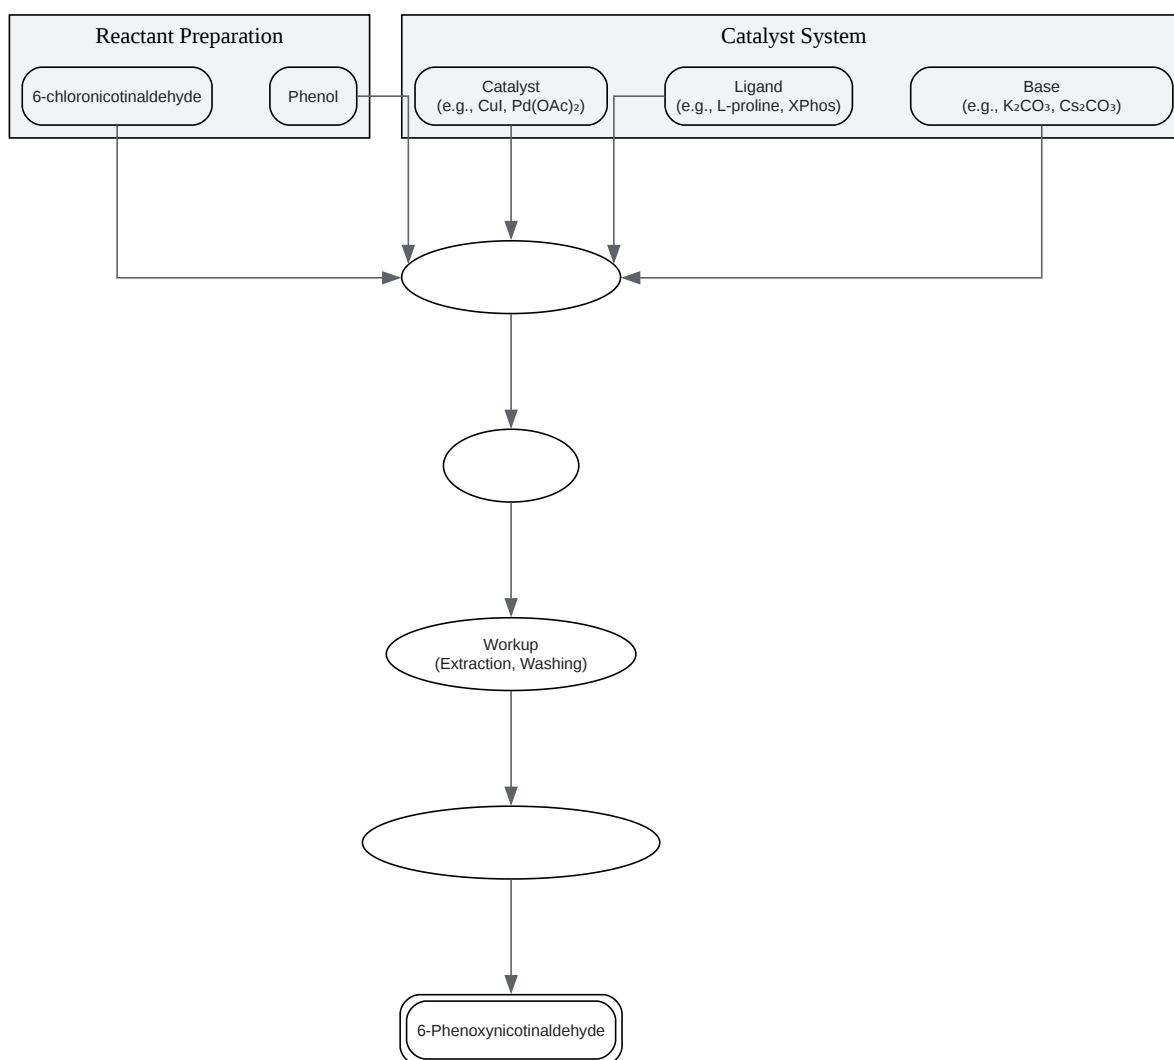 Reactant Preparation
Catalyst System
6-chloronicotinaldehyde
Phenol
Catalyst
(e.g., CuI, Pd(OAc)₂)
Ligand
(e.g., L-proline, XPhos)
Base
(e.g., K₂CO₃, Cs₂CO₃)
Workup
(Extraction, Washing)
6-Phenoxynicotinaldehyde